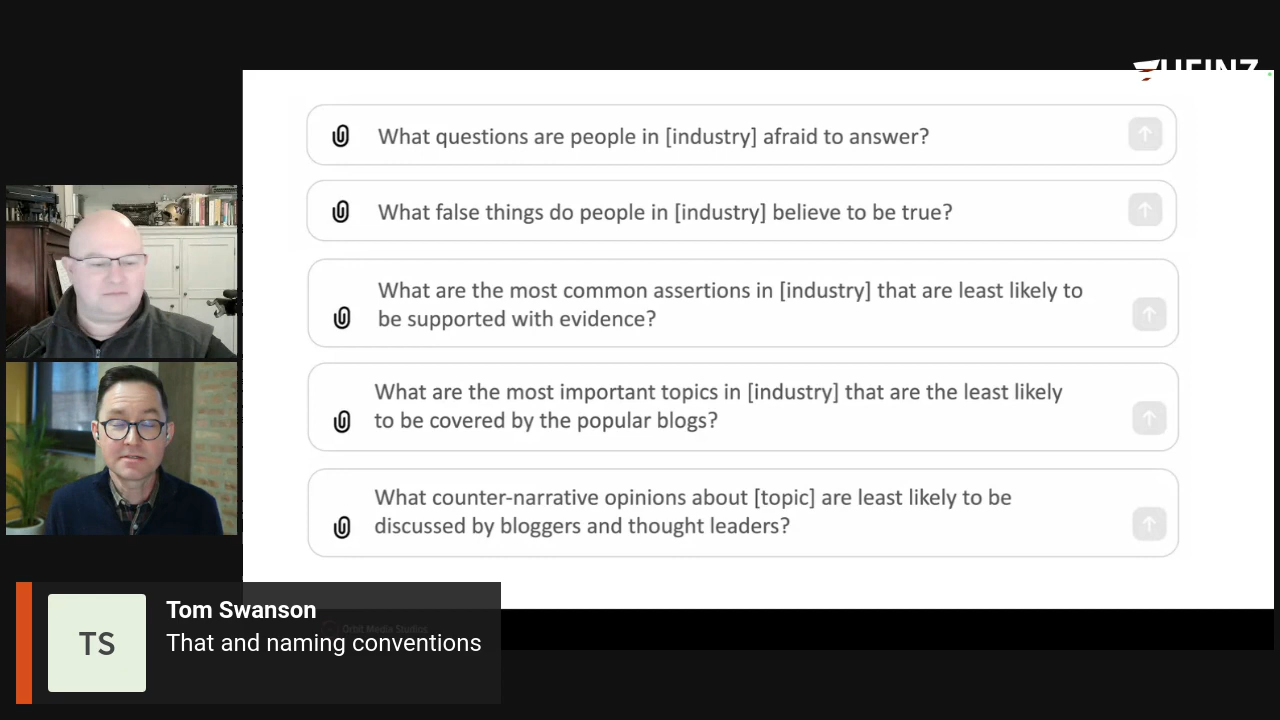 HEINZ
What questions are people in [industry] afraid to answer?
What false things do people in [industry] believe to be true?
What are the most common assertions in [industry] that are least likely to
be supported with evidence?
What are the most important topics in [industry] that are the least likely
to be covered by the popular blogs?
What counter-narrative opinions about [topic] are least likely to be
discussed by bloggers and thought leaders?
Orbit Media Studios
TS
Tom Swanson
That and naming conventions